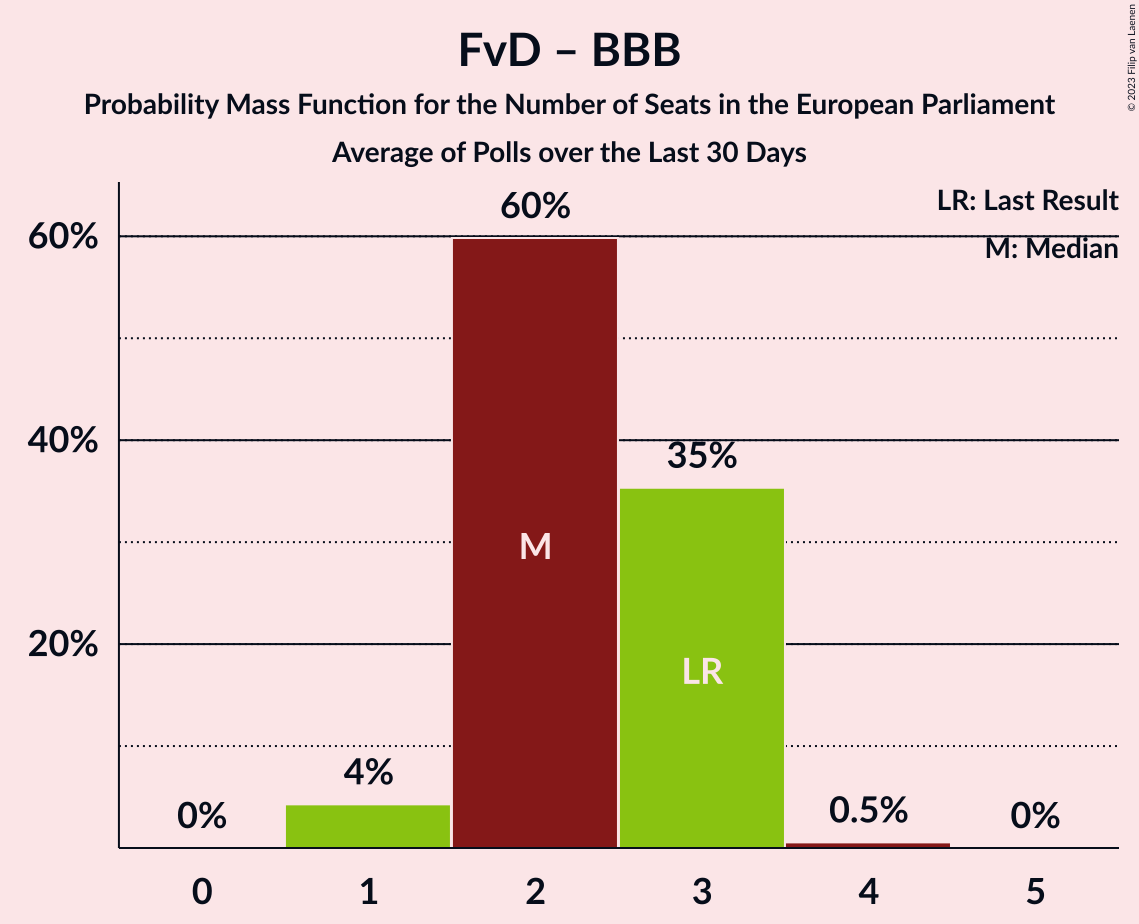 FvD – BBB
Probability Mass Function for the Number of Seats in the European Parliament
Average of Polls over the Last 30 Days
© 2023 Filip van Laenen
LR: Last Result
M: Median
60%
40%
20%
0%
4%
60%
35%
0.5%
0%
M
LR
0 1 2 3 4 5